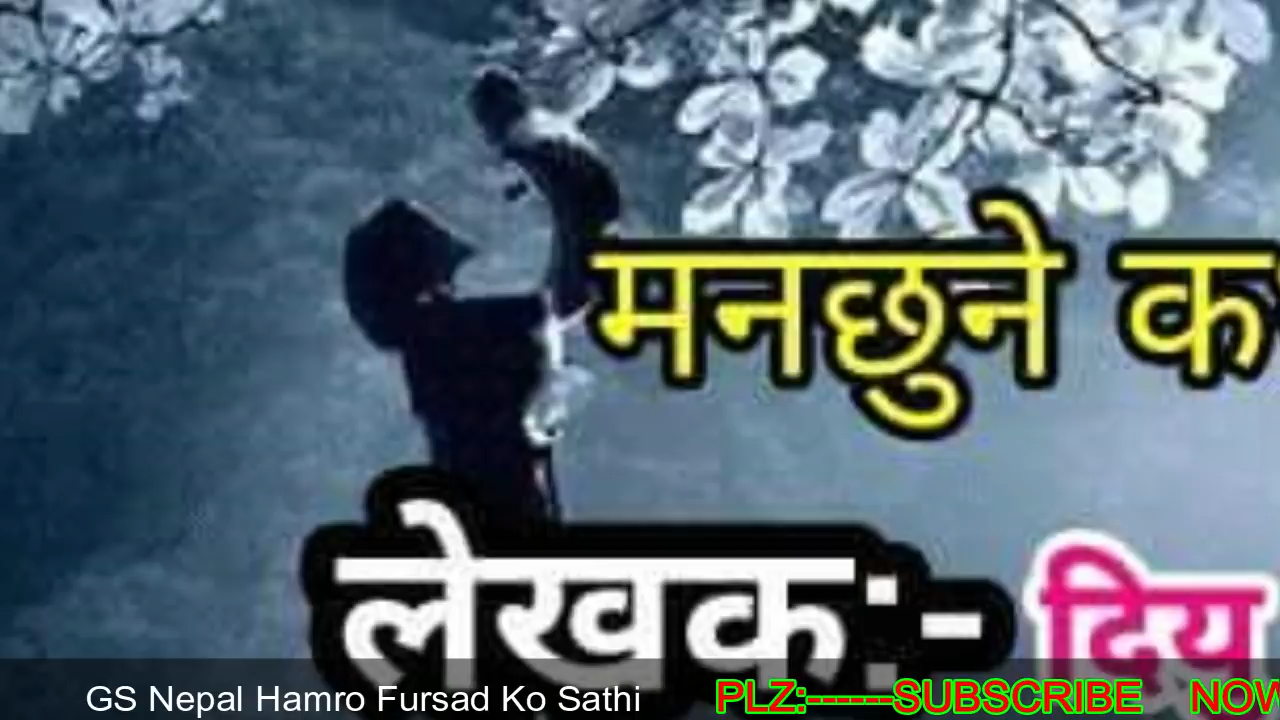 मनछुने
लेखक:-
GS Nepal Hamro Fursad Ko Sathi
PLZ:------SUBSCRIBE NOW